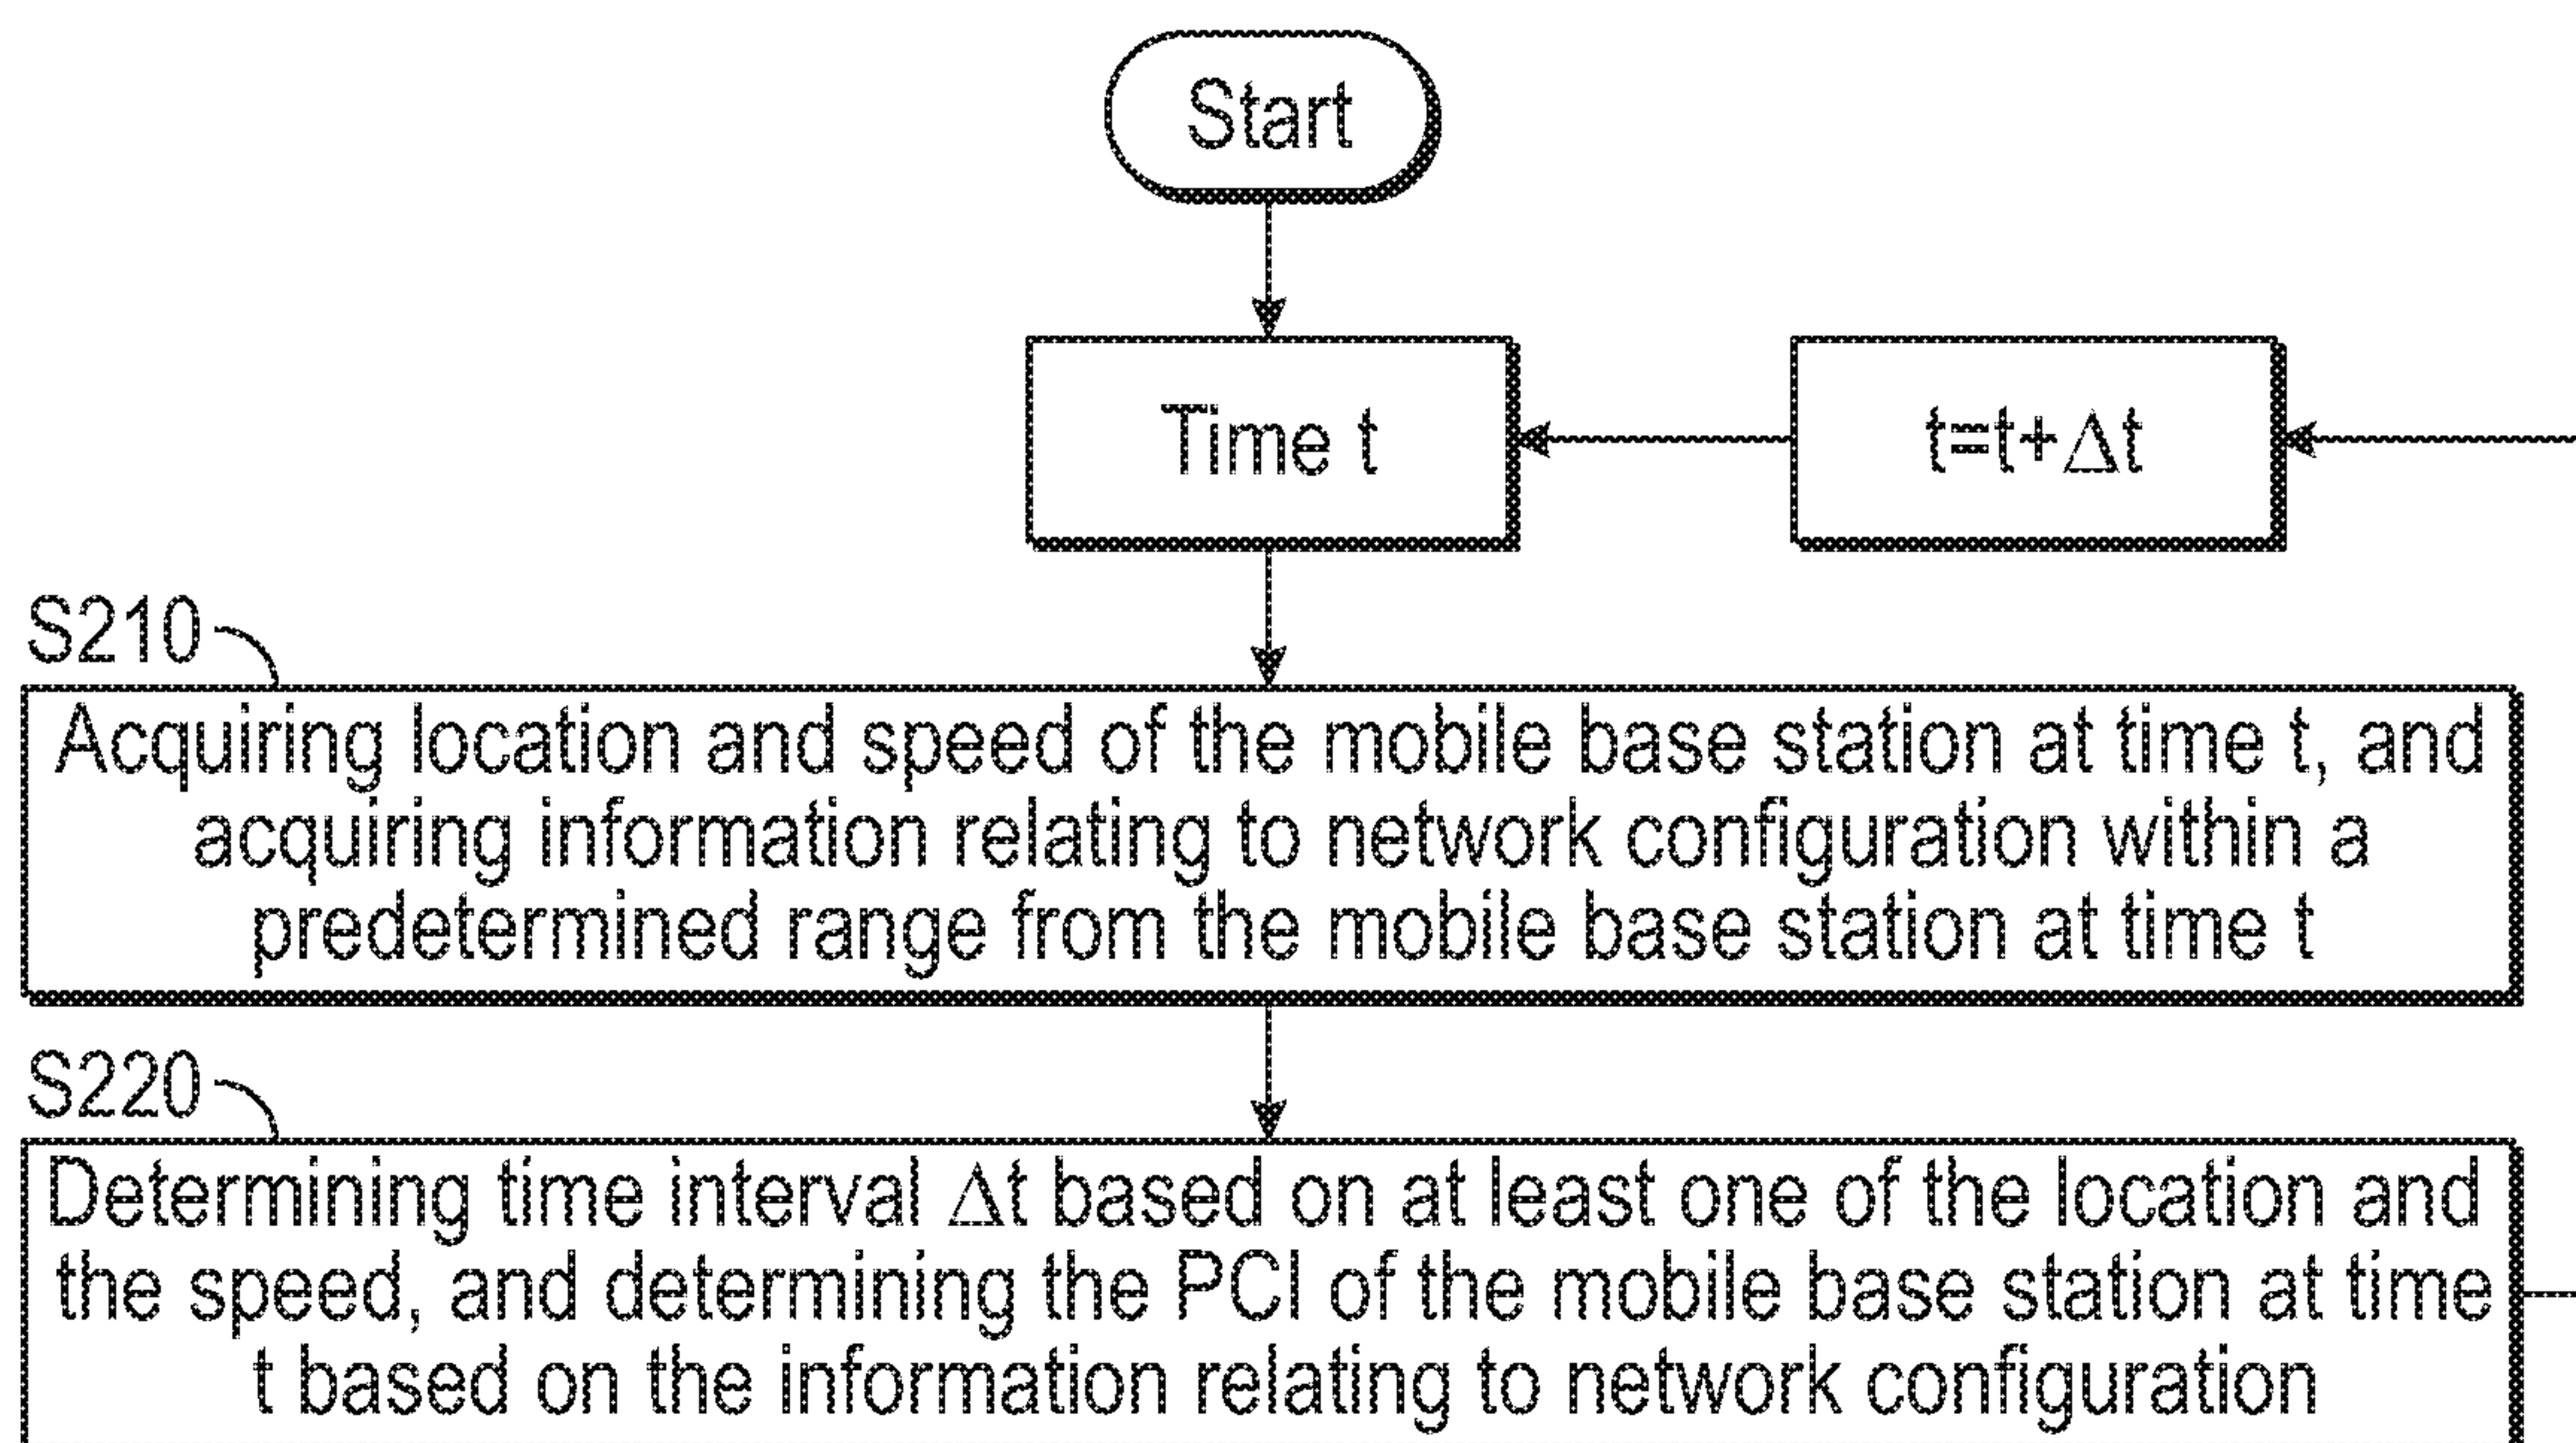 Start
Time t
t=t+Δt
S210
Acquiring location and speed of the mobile base station at time t, and
acquiring information relating to network configuration within a
predetermined range from the mobile base station at time t
S220
Determining time interval Δt based on at least one of the location and
the speed, and determining the PCI of the mobile base station at time
t based on the information relating to network configuration